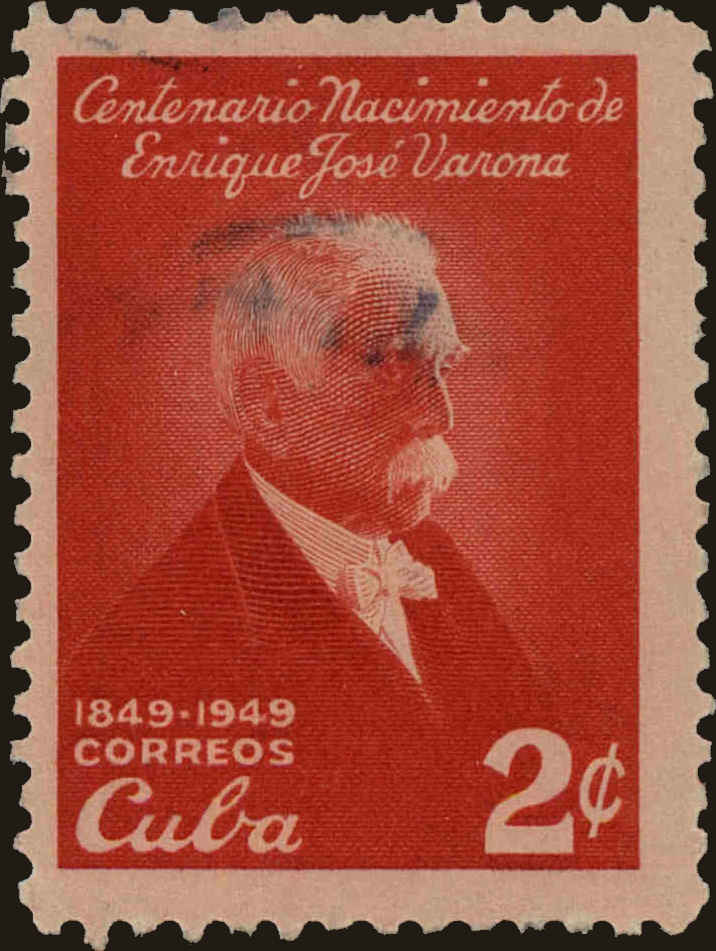 Centenario Nacimiento de
Enrique José Varona
1849-1949
CORREOS
Cuba
2¢